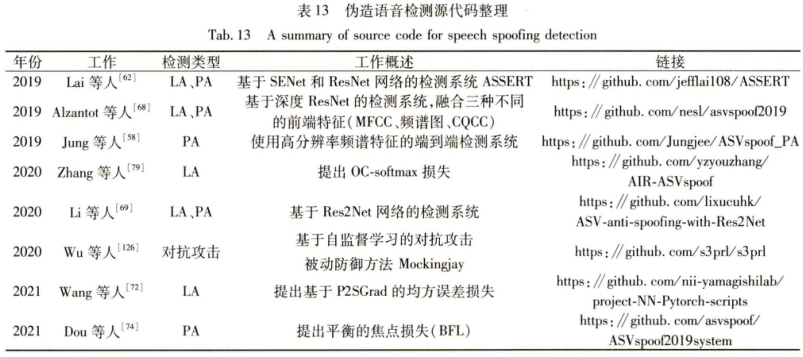 表 13　伪造语音检测源代码整理
Tab. 13　A summary of source code for speech spoofing detection
年份　工作　检测类型　工作概述　链接
2019　Lai 等人[62]　LA、PA　基于 SENet 和 ResNet 网络的检测系统 ASSERT　https://github.com/jefflai108/ASSERT
2019　Alzantot 等人[68]　LA、PA　基于深度 ResNet 的检测系统,融合三种不同
的前端特征(MFCC、频谱图、CQCC)　https://github.com/nesl/asvspoof2019
2019　Jung 等人[58]　PA　使用高分辨率频谱特征的端到端检测系统　https://github.com/Jungjee/ASVspoof_PA
2020　Zhang 等人[79]　LA　提出 OC-softmax 损失　https://github.com/yzyouzhang/
AIR-ASVspoof
2020　Li 等人[69]　LA、PA　基于 Res2Net 网络的检测系统　https://github.com/lixucuhk/
ASV-anti-spoofing-with-Res2Net
2020　Wu 等人[126]　对抗攻击　基于自监督学习的对抗攻击
被动防御方法 Mockingjay　https://github.com/s3prl/s3prl
2021　Wang 等人[72]　LA　提出基于 P2SGrad 的均方误差损失　https://github.com/nii-yamagishilab/
project-NN-Pytorch-scripts
2021　Dou 等人[74]　PA　提出平衡的焦点损失(BFL)　https://github.com/asvspoof/
ASVspoof2019system